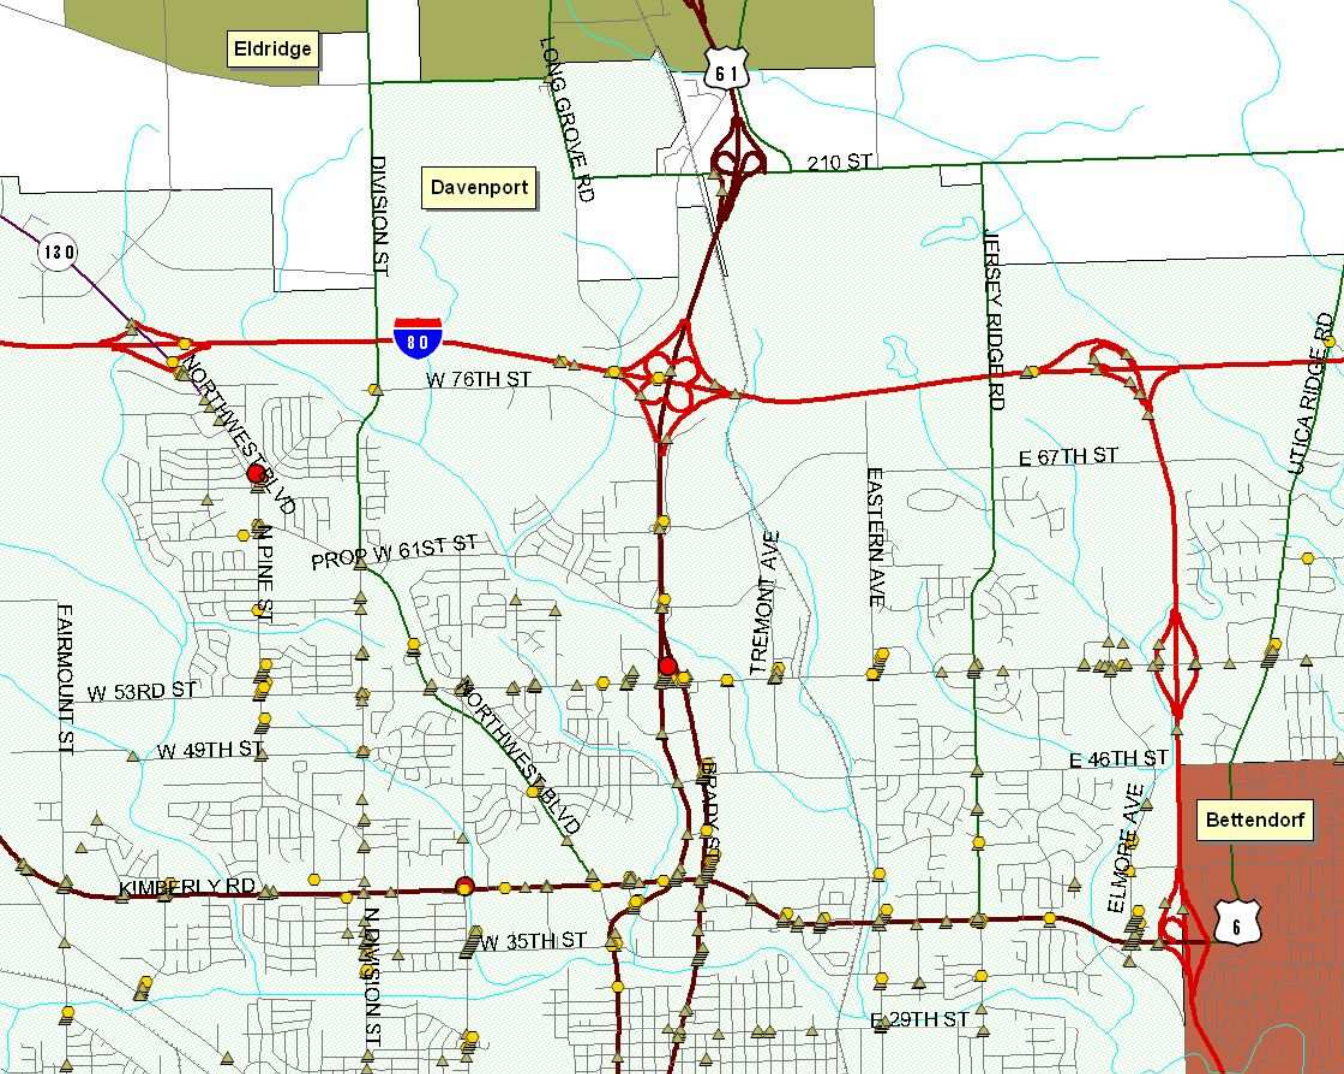 Eldridge
61
LONG GROVE RD
210 ST
DIVISION ST
Davenport
130
JERSEY RIDGE RD
80
W 76TH ST
NORTHWEST BLVD
UTICA RIDGE RD
E 67TH ST
EASTERN AVE
N PINE ST
PROP W 61ST ST
TREMONT AVE
FAIRMOUNT ST
W 53RD ST
NORTHWEST BLVD
W 49TH ST
E 46TH ST
BRADY ST
ELMORE AVE
Bettendorf
KIMBERLY RD
N DIVISION ST
W 35TH ST
6
E 29TH ST